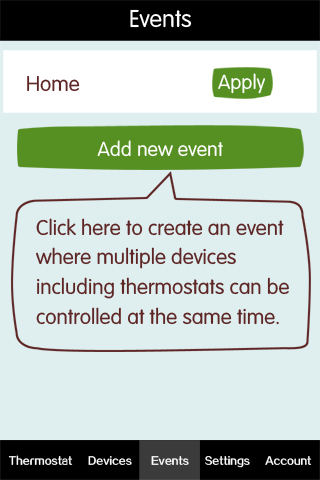 Events
Home
Apply
Add new event
Click here to create an event
where multiple devices
including thermostats can be
controlled at the same time.
Thermostat Devices Events Settings Account